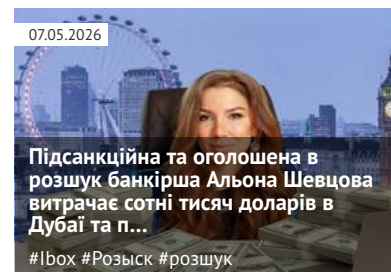 07.05.2026
Підсанкційна та оголошена в
розшук банкірша Альона Шевцова
витрачає сотні тисяч доларів в
Дубаї та п...
#Ibox #Розыск #розшук